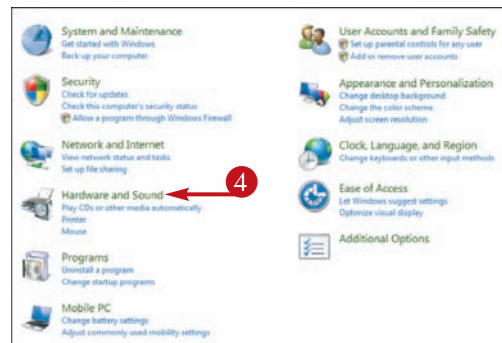 System and Maintenance
Get started with Windows
Back up your computer
Security
Check for updates
Check this computer's security status
Allow a program through Windows Firewall
Network and Internet
View network status and tasks
Set up file sharing
Hardware and Sound
4
Play CDs or other media automatically
Printer
Mouse
Programs
Uninstall a program
Change startup programs
Mobile PC
Change battery settings
Adjust commonly used mobility settings
User Accounts and Family Safety
Set up parental controls for any user
Add or remove user accounts
Appearance and Personalization
Change desktop background
Change the color scheme
Adjust screen resolution
Clock, Language, and Region
Change keyboards or other input methods
Ease of Access
Let Windows suggest settings
Optimize visual display
Additional Options